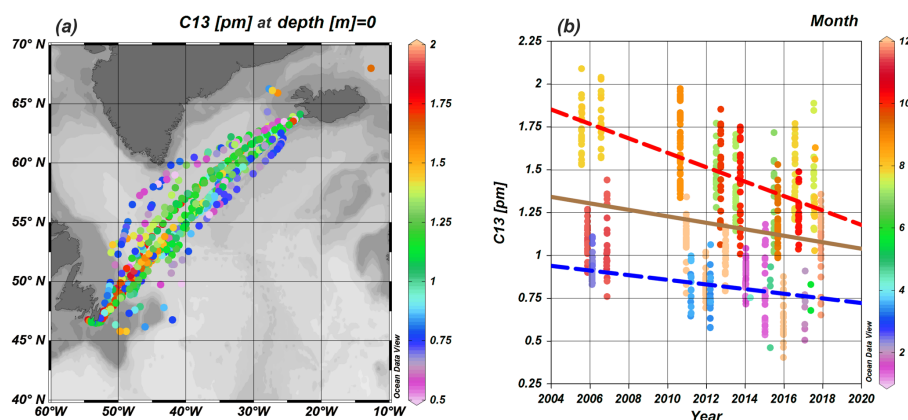 (a)
C13 [pm] at depth [m]=0
70° N
65° N
60° N
55° N
50° N
45° N
40° N
60°W
50°W
40°W
30°W
20°W
10°W
2
1.75
1.5
1.25
1
0.75
0.5
Ocean Data View
(b)
Month
2.25
2
1.75
1.5
1.25
1
0.75
0.5
0.25
C13 [pm]
2004
2006
2008
2010
2012
2014
2016
2018
2020
Year
12
10
8
6
4
2
Ocean Data View